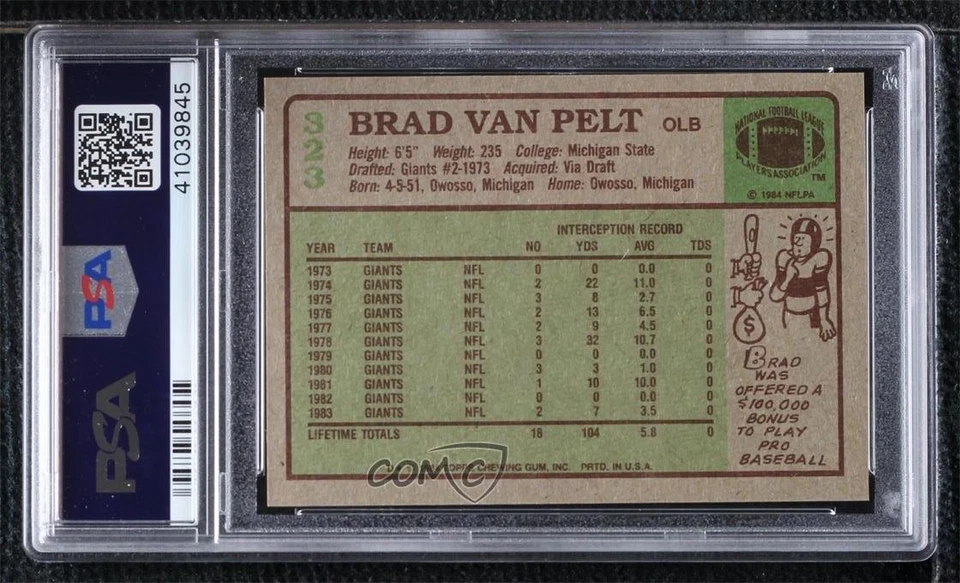 41039845
PSA
PSA
323
BRAD VAN PELT OLB
Height: 6'5" Weight: 235 College: Michigan State
Drafted: Giants #2-1973 Acquired: Via Draft
Born: 4-5-51, Owosso, Michigan Home: Owosso, Michigan
NATIONAL FOOTBALL LEAGUE
PLAYERS ASSOCIATION
TM
© 1984 NFLPA
INTERCEPTION RECORD
YEAR TEAM NO YDS AVG TDS
1973 GIANTS NFL 0 0 0.0 0
1974 GIANTS NFL 2 22 11.0 0
1975 GIANTS NFL 3 8 2.7 0
1976 GIANTS NFL 2 13 6.5 0
1977 GIANTS NFL 2 9 4.5 0
1978 GIANTS NFL 3 32 10.7 0
1979 GIANTS NFL 0 0 0.0 0
1980 GIANTS NFL 3 3 1.0 0
1981 GIANTS NFL 1 10 10.0 0
1982 GIANTS NFL 0 0 0.0 0
1983 GIANTS NFL 2 7 3.5 0
LIFETIME TOTALS 18 104 5.8 0
TOPPS CHEWING GUM, INC. PRTD. IN U.S.A.
COMC
$
BRAD
WAS
OFFERED A
$100,000
BONUS
TO PLAY
PRO
BASEBALL